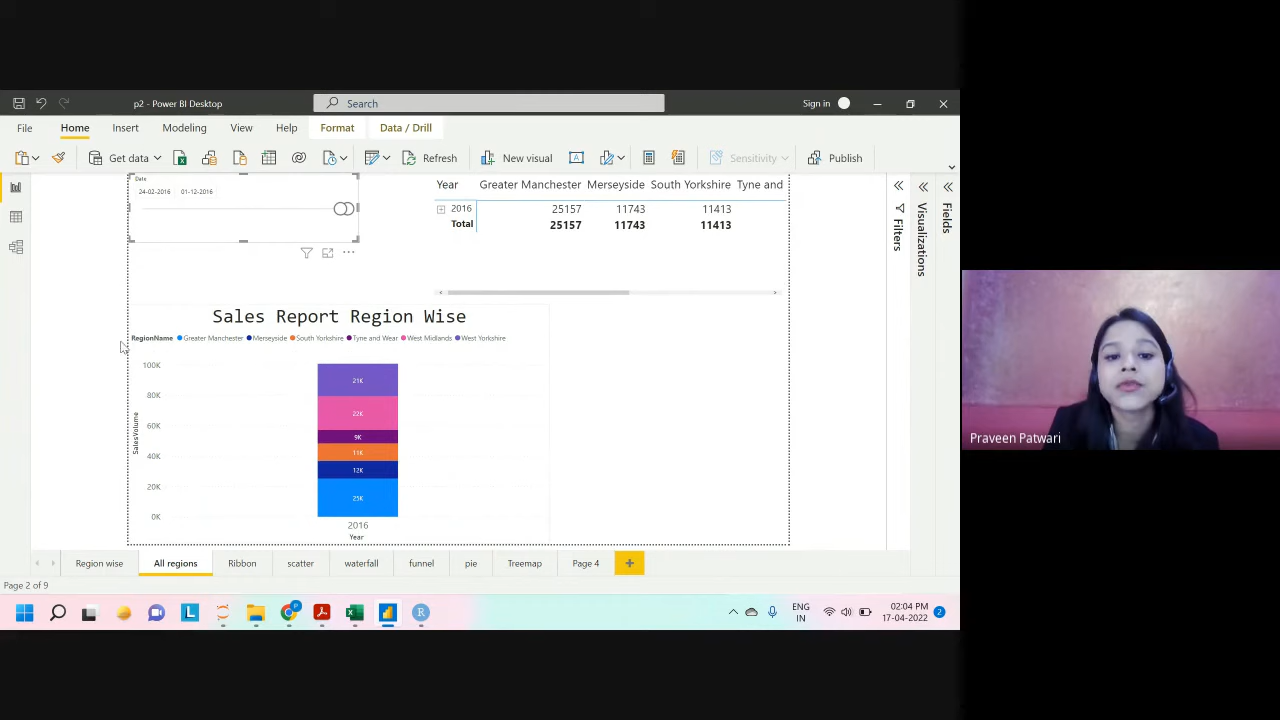 p2 - Power BI Desktop
Search
Sign in
File
Home
Insert
Modeling
View
Help
Format
Data / Drill
Get data
Refresh
New visual
Sensitivity
Publish
Date
24-02-2016 01-12-2016
Year Greater Manchester Merseyside South Yorkshire Tyne and
2016 25157 11743 11413
Total 25157 11743 11413
Filters
Visualizations
Fields
Sales Report Region Wise
RegionName Greater Manchester Merseyside South Yorkshire Tyne and Wear West Midlands West Yorkshire
SalesVolume
100K
80K
60K
40K
20K
0K
21K
22K
9K
11K
12K
25K
2016
Year
Praveen Patwari
Region wise
All regions
Ribbon
scatter
waterfall
funnel
pie
Treemap
Page 4
Page 2 of 9
ENG
IN
02:04 PM
17-04-2022
2